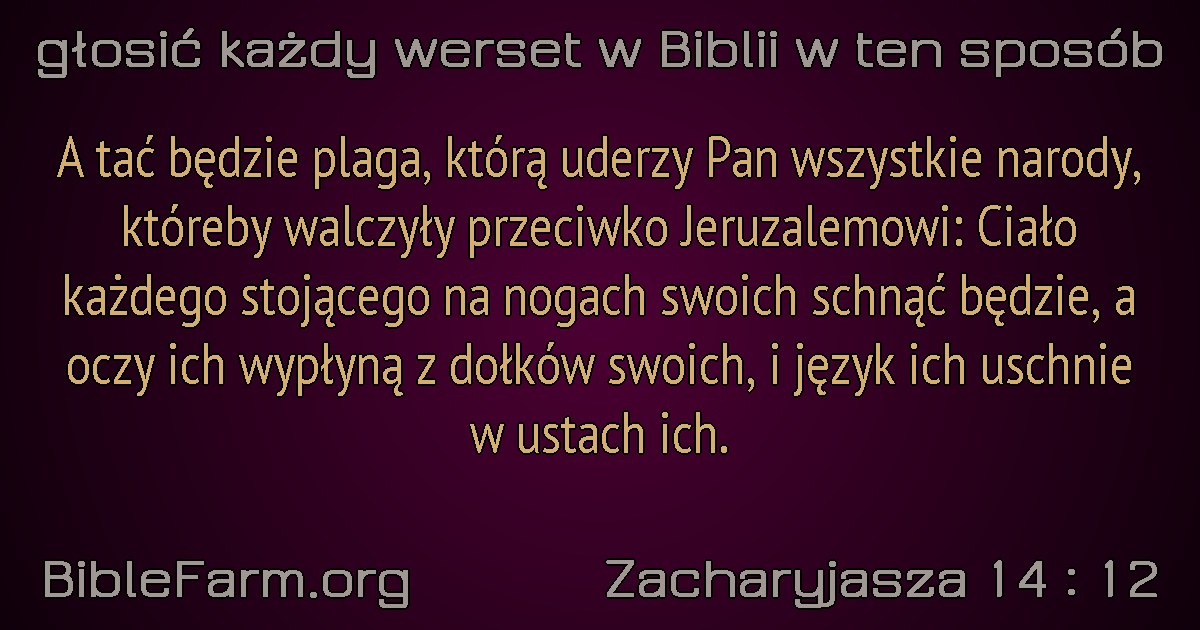 głosić każdy werset w Biblii w ten sposób
A tać będzie plaga, którą uderzy Pan wszystkie narody,
któreby walczyły przeciwko Jeruzalemowi: Ciało
każdego stojącego na nogach swoich schnąć będzie, a
oczy ich wypłyną z dołków swoich, i język ich uschnie
w ustach ich.
BibleFarm.org
Zacharyjasza 14 : 12